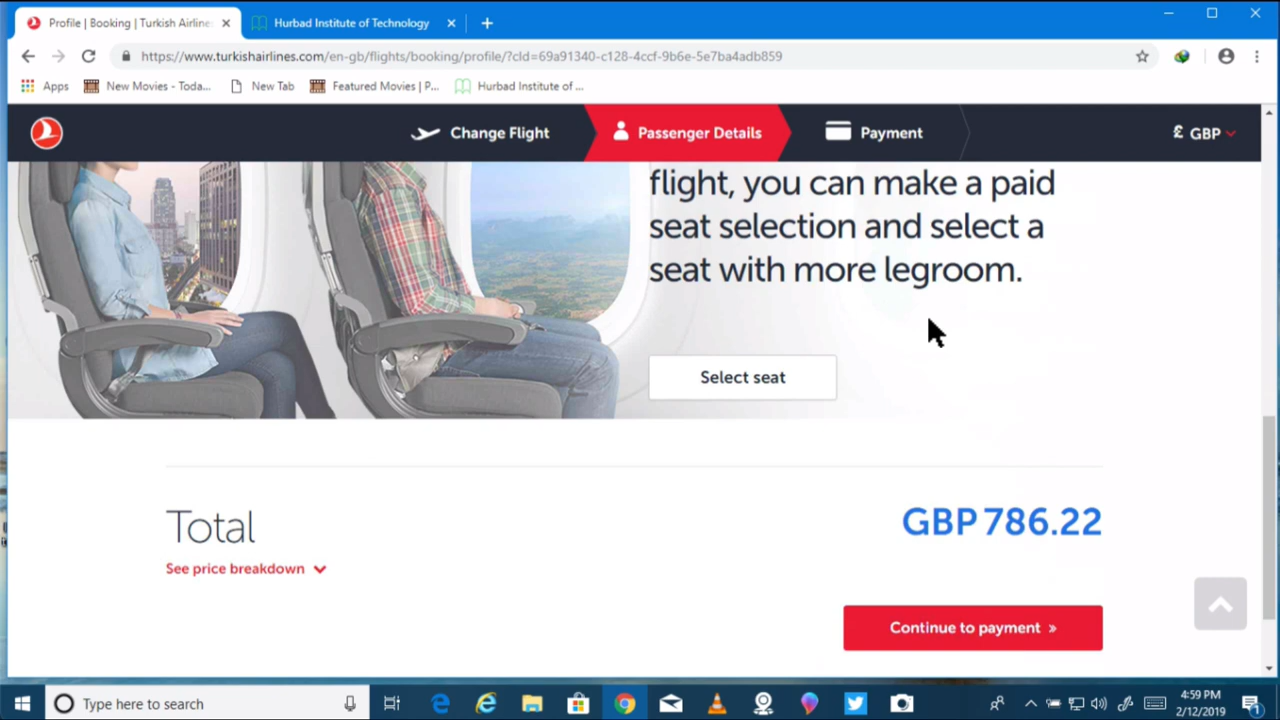 Profile | Booking | Turkish Airline
Hurbad Institute of Technology
https://www.turkishairlines.com/en-gb/flights/booking/profile/?cId=69a91340-c128-4ccf-9b6e-5e7ba4adb859
Apps
New Movies - Toda...
New Tab
Featured Movies | P...
Hurbad Institute of ...
Change Flight
Passenger Details
Payment
£ GBP
flight, you can make a paid
seat selection and select a
seat with more legroom.
Select seat
Total
GBP 786.22
See price breakdown
Continue to payment »
Type here to search
4:59 PM
2/12/2019
1